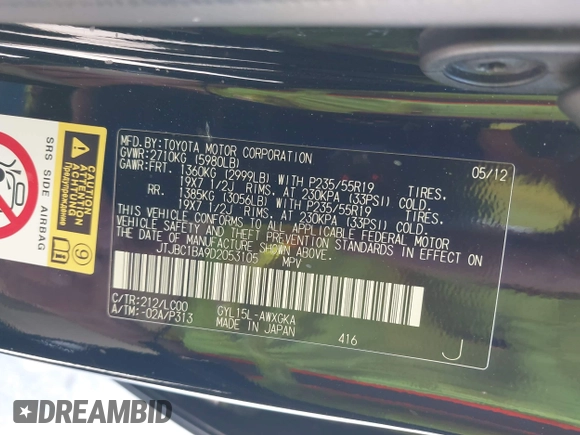 MFD.BY:TOYOTA MOTOR CORPORATION 05/12
GVWR:2710KG (5980LB)
GAWR:FRT. 1360KG (2999LB) WITH P235/55R19 TIRES.
19X7 1/2J RIMS, AT 230KPA (33PSI) COLD.
RR. 1385KG (3056LB) WITH P235/55R19 TIRES.
19X7 1/2J RIMS, AT 230KPA (33PSI) COLD.
THIS VEHICLE CONFORMS TO ALL APPLICABLE FEDERAL MOTOR
VEHICLE SAFETY AND THEFT PREVENTION STANDARDS IN EFFECT
ON THE DATE OF MANUFACTURE SHOWN ABOVE.
JTJBC1BA9D2053105 MPV
C/TR:212/LC00 GYL15L-AWXGKA
A/TM:-02A/P313 MADE IN JAPAN 416 J
SRS SIDE AIRBAG
CAUTION
ATTENTION
ACHTUNG
Предупреждение
9
DREAMBID